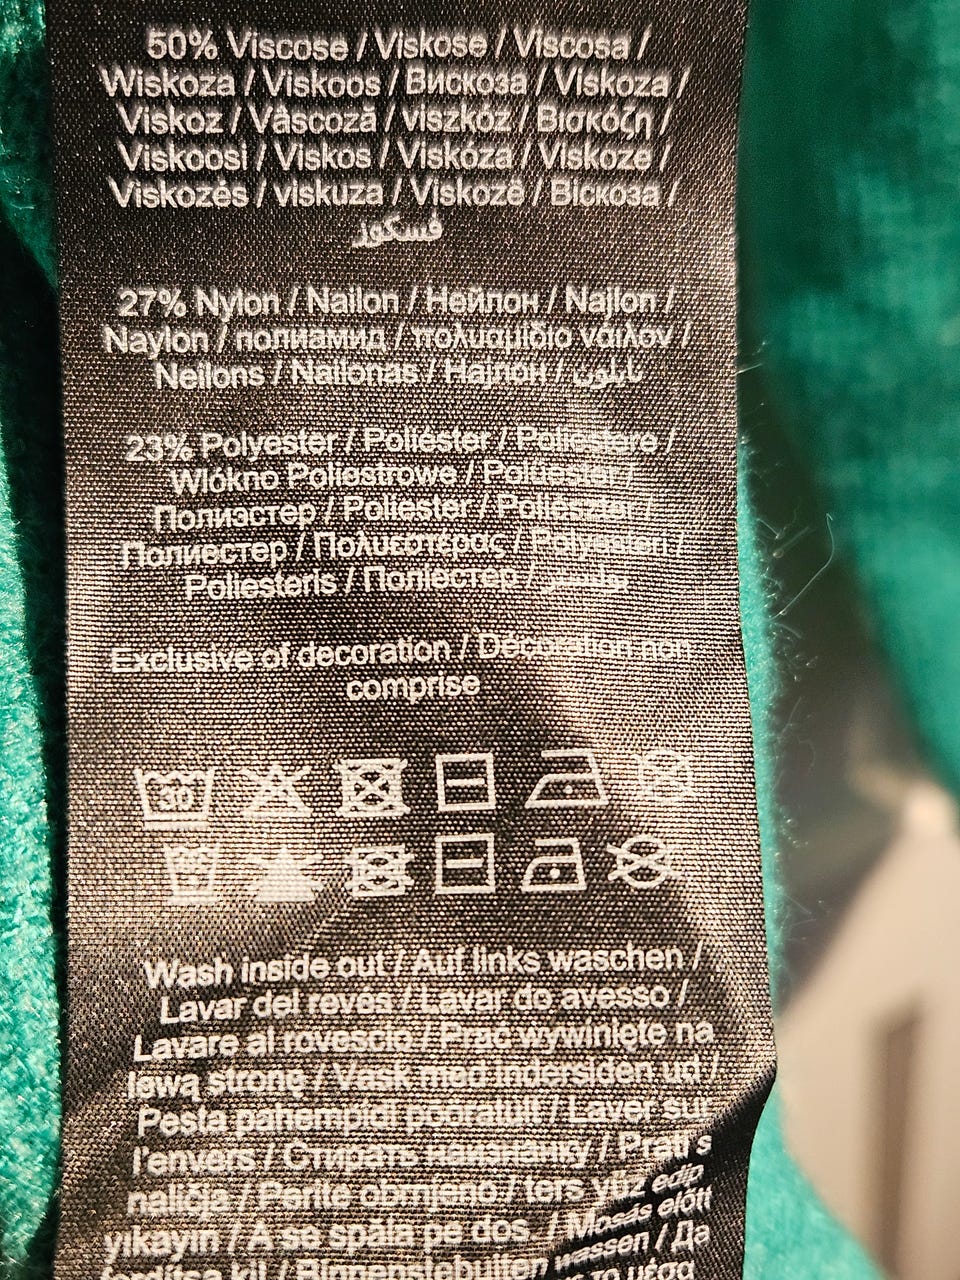 50% Viscose / Viskose / Viscosa /
Wiskoza / Viskoos / Вискоза / Viskoza /
Viskoz / Vâscoză / viszkóz / Βισκόζη /
Viskoosi / Viskos / Viskóza / Viskoze /
Viskozės / viskuza / Viskozë / Віскоза /
فسكوز
27% Nylon / Nailon / Нейлон / Najlon /
Naylon / полиамид / πολυαμίδιο νάιλον /
Neilons / Nailonas / Најлон / نايلون
23% Polyester / Poliéster / Poliestere /
Włókno Poliestrowe / Polüester /
Полиэстер / Poliester / Poliészter /
Полиестер / Πολυεστέρας / Polyesteri /
Poliesteris / Поліестер / بوليستر
Exclusive of decoration / Décoration non
comprise
30
Wash inside out / Auf links waschen /
Lavar del revés / Lavar do avesso /
Lavare al rovescio / Prać wywinięte na
lewą stronę / Vask med indersiden ud /
Pesta pahempidi pööratult / Laver sur
l'envers / Стирать наизнанку / Prati s
naličja / Perite obrnjeno / ters yüz edip
yıkayın / A se spăla pe dos. / Mosás előtt
fordítsa ki! / Binnenstebuiten wassen / Да
το μέσα